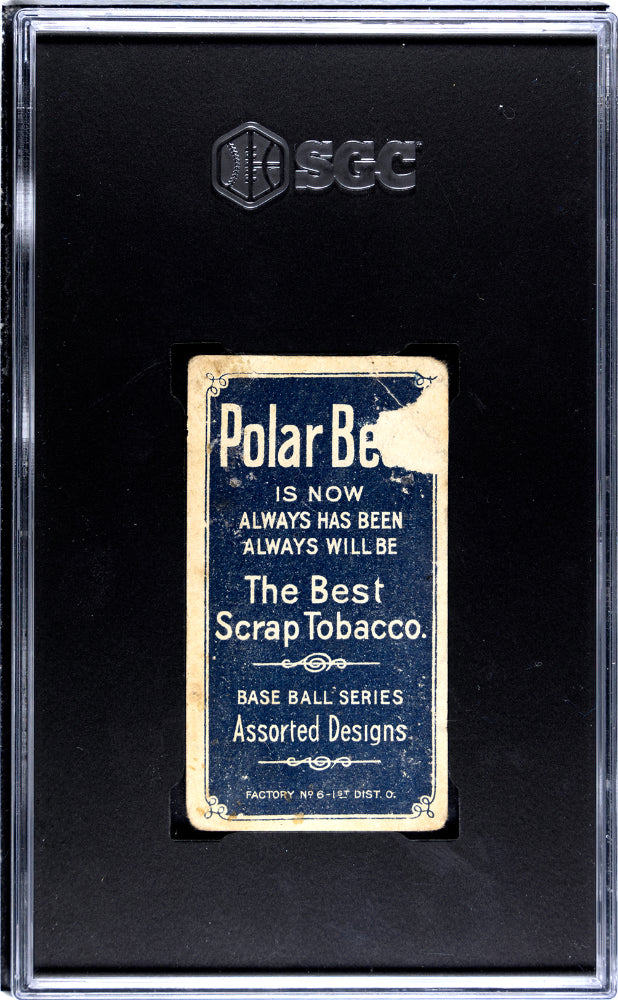 SGC
Polar Be
IS NOW
ALWAYS HAS BEEN
ALWAYS WILL BE
The Best
Scrap Tobacco.
BASE BALL SERIES
Assorted Designs.
FACTORY Nº 6-1ST DIST. O.